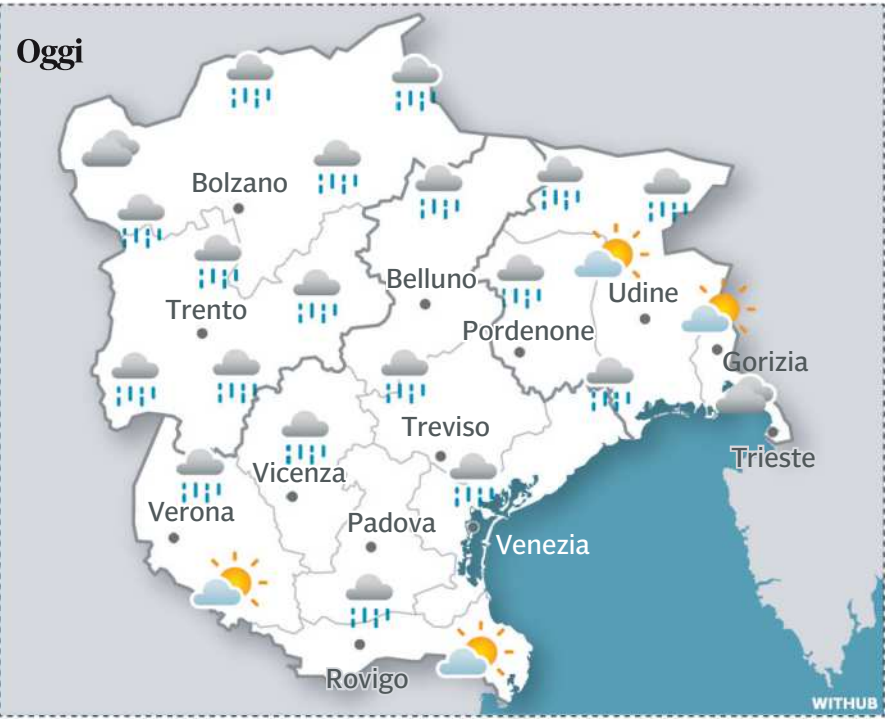 Oggi
Bolzano
Belluno
Udine
Trento
Pordenone
Gorizia
Treviso
Trieste
Vicenza
Verona
Padova
Venezia
Rovigo
WITHUB